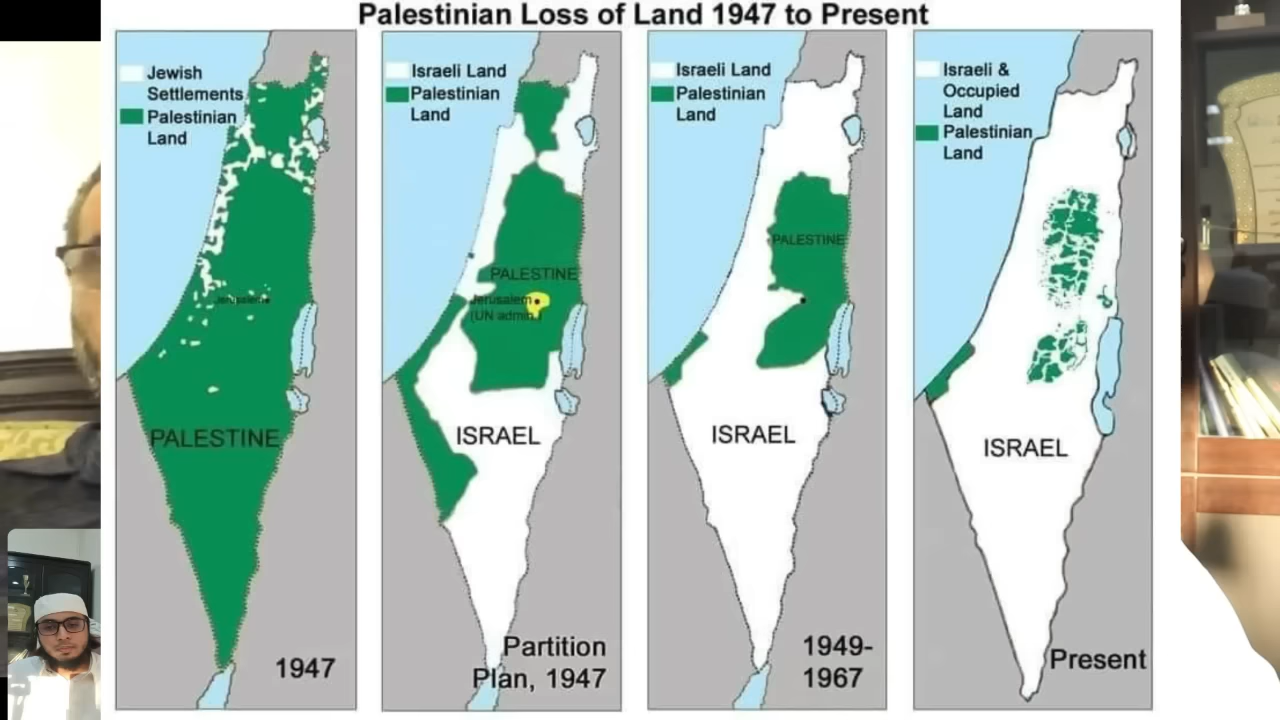 Palestinian Loss of Land 1947 to Present
Jewish
Settlements
Palestinian
Land
Jerusalem
PALESTINE
1947
Israeli Land
Palestinian
Land
PALESTINE
Jerusalem
(UN admin.)
ISRAEL
Partition
Plan, 1947
Israeli Land
Palestinian
Land
PALESTINE
ISRAEL
1949-
1967
Israeli &
Occupied
Land
Palestinian
Land
ISRAEL
Present